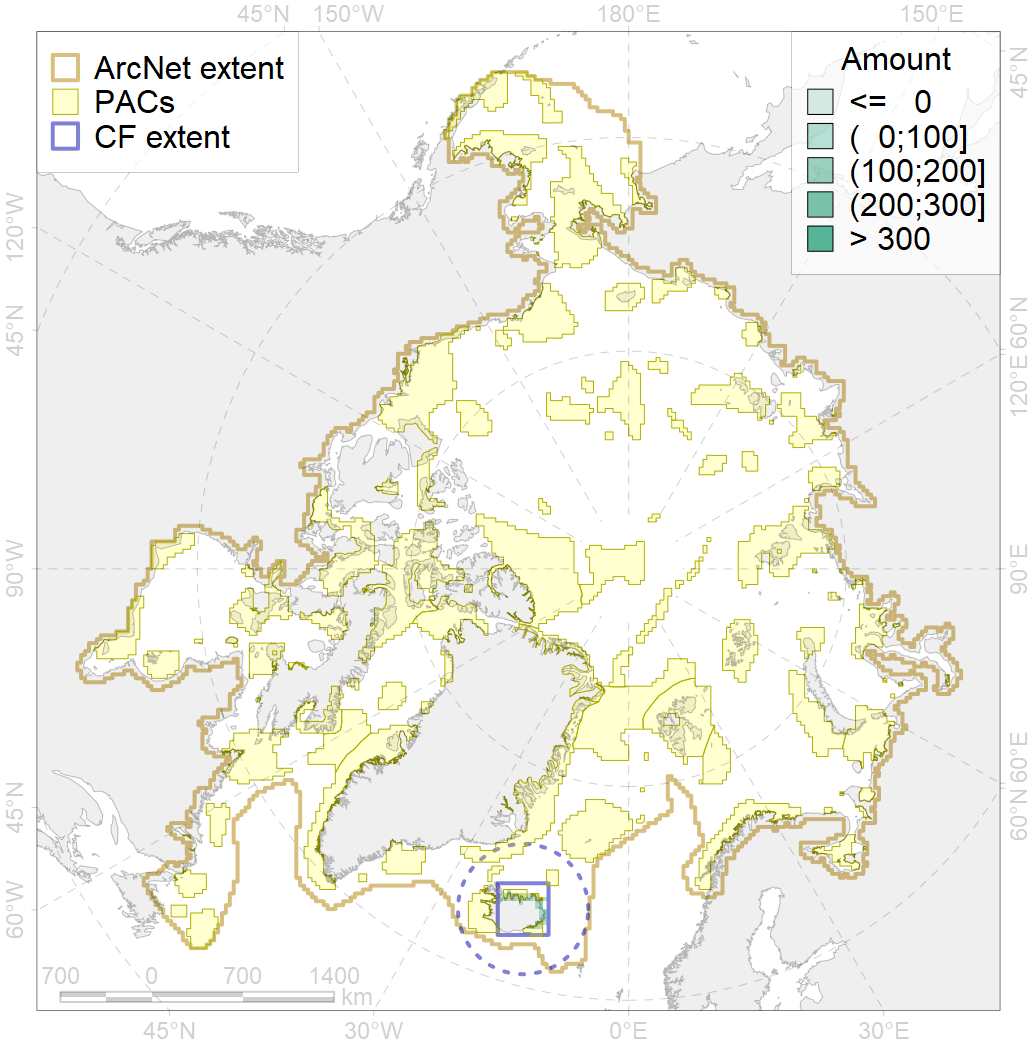 45°N 150°W 180°E 150°E
ArcNet extent
PACs
CF extent
Amount
<= 0
( 0;100]
(100;200]
(200;300]
> 300
45°N
120°W
60°N
45°N
120°E
90°W
90°E
45°N
60°E
60°N
60°W
700 0 700 1400
km
45°N 30°W 0°E 30°E